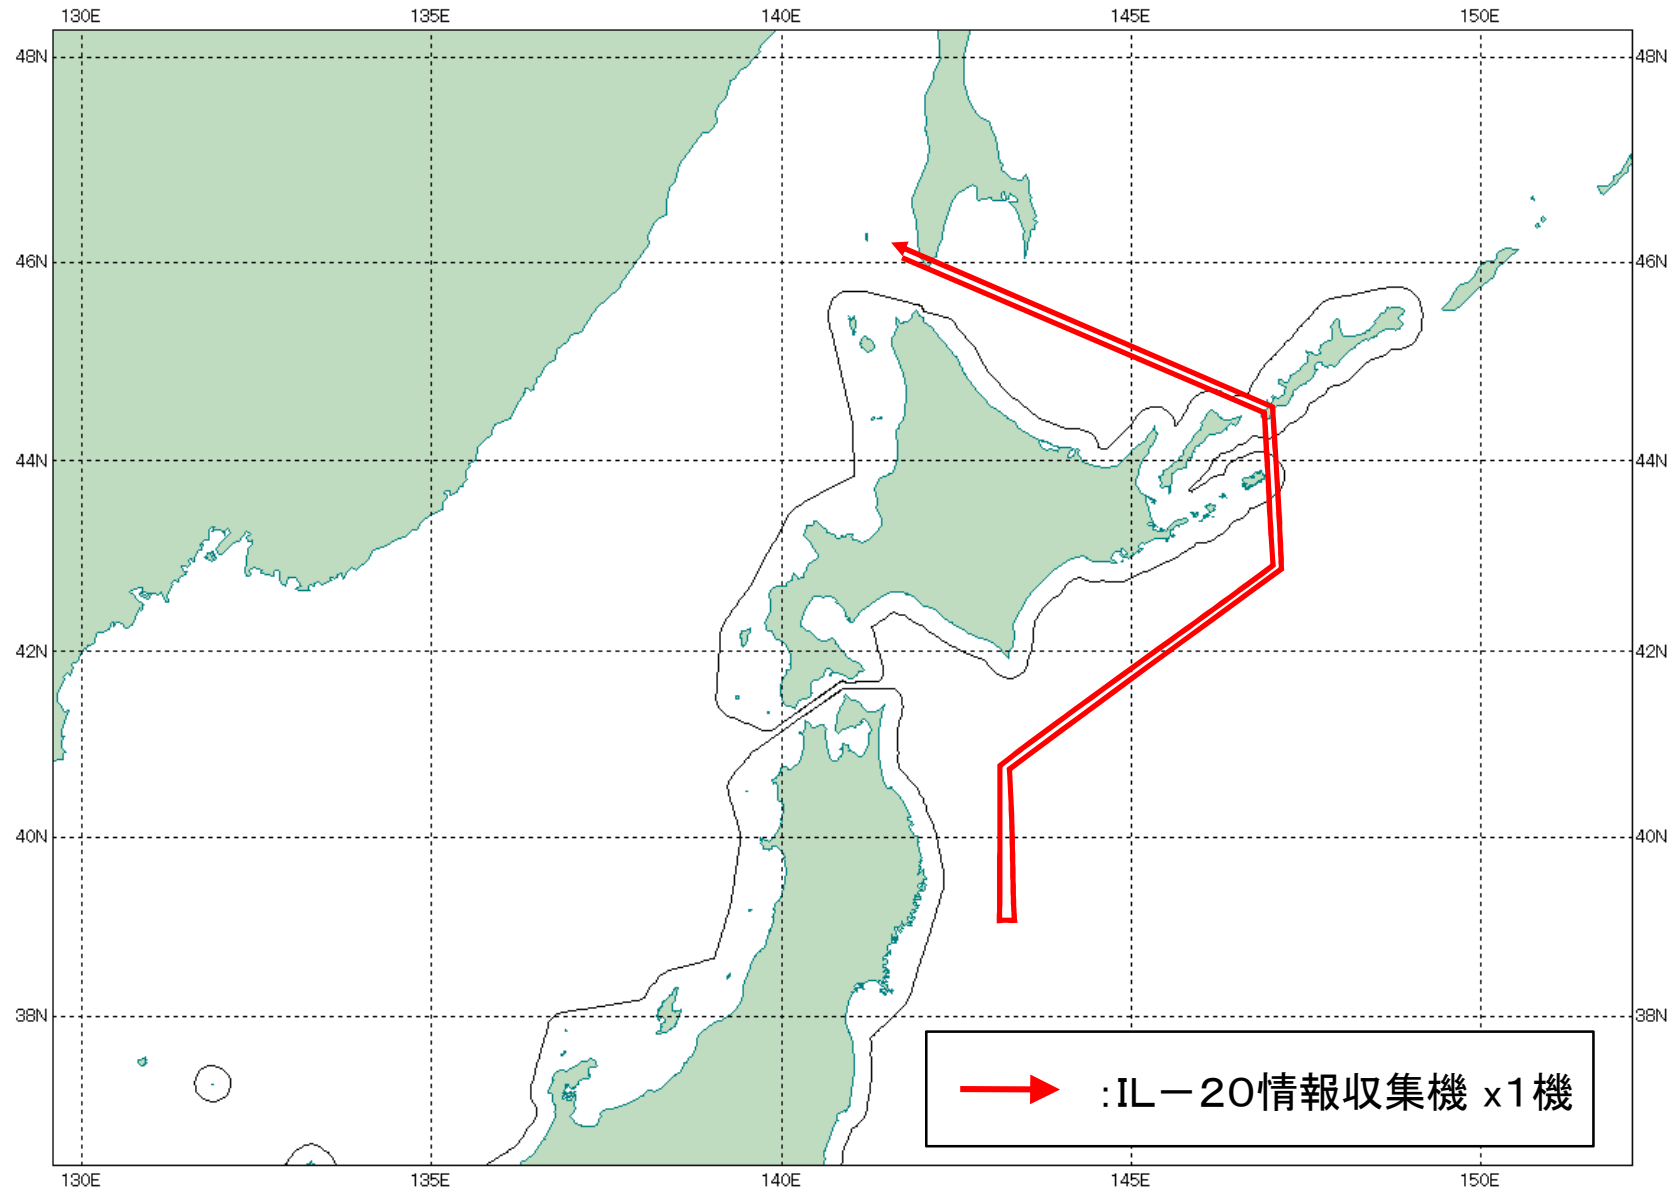 130E 135E 140E 145E 150E
48N 48N
46N 46N
44N 44N
42N 42N
40N 40N
38N 38N
:IL－20情報収集機 x1機
130E 135E 140E 145E 150E